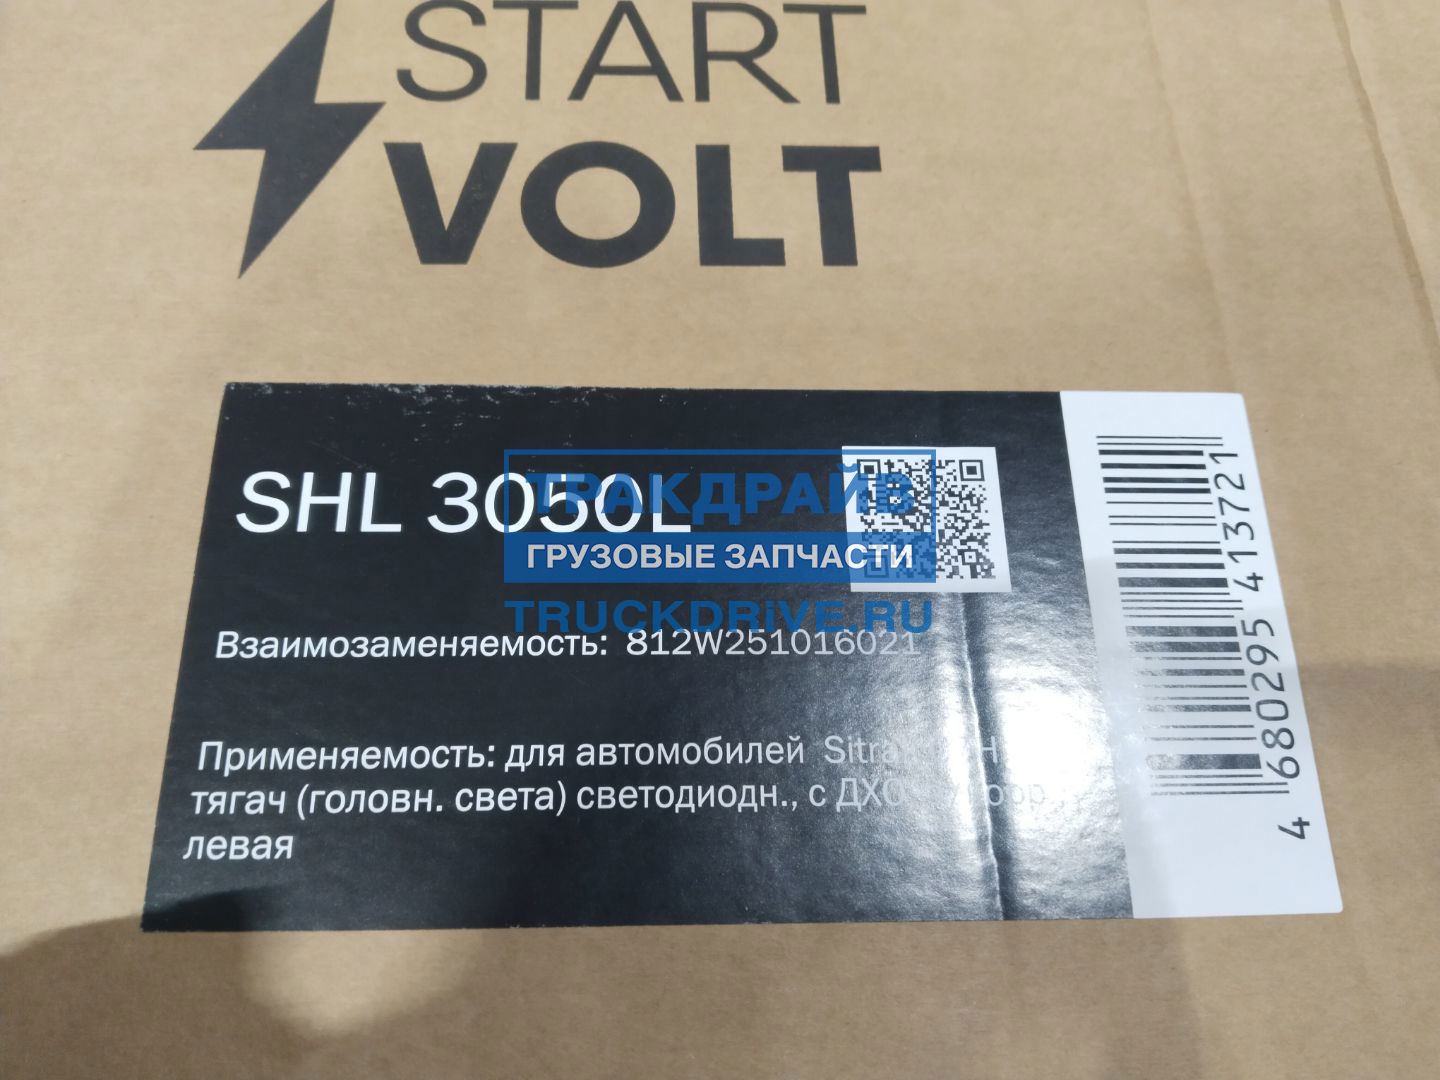 START
VOLT
SHL 3050L
ТРАКДРАЙВ
ГРУЗОВЫЕ ЗАПЧАСТИ
TRUCKDRiVE.RU
Взаимозаменяемость: 812W251016021
Применяемость: для автомобилей
тягач (головн. света) светодиодн., с ДХО
левая
4 680295 413721